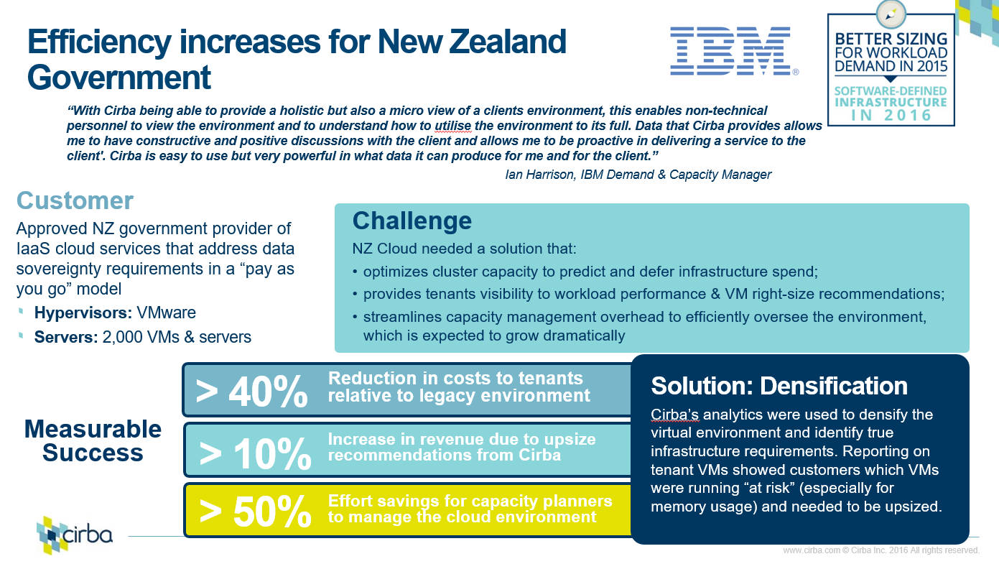 Efficiency increases for New Zealand
Government
IBM®
BETTER SIZING
FOR WORKLOAD
DEMAND IN 2015
SOFTWARE-DEFINED
INFRASTRUCTURE
IN 2016
“With Cirba being able to provide a holistic but also a micro view of a clients environment, this enables non-technical
personnel to view the environment and to understand how to utilise the environment to its full. Data that Cirba provides allows
me to have constructive and positive discussions with the client and allows me to be proactive in delivering a service to the
client'. Cirba is easy to use but very powerful in what data it can produce for me and for the client.”
Ian Harrison, IBM Demand & Capacity Manager
Customer
Approved NZ government provider of
IaaS cloud services that address data
sovereignty requirements in a “pay as
you go” model
Hypervisors: VMware
Servers: 2,000 VMs & servers
Challenge
NZ Cloud needed a solution that:
• optimizes cluster capacity to predict and defer infrastructure spend;
• provides tenants visibility to workload performance & VM right-size recommendations;
• streamlines capacity management overhead to efficiently oversee the environment,
which is expected to grow dramatically
Measurable
Success
> 40%
Reduction in costs to tenants
relative to legacy environment
> 10%
Increase in revenue due to upsize
recommendations from Cirba
> 50%
Effort savings for capacity planners
to manage the cloud environment
Solution: Densification
Cirba’s analytics were used to densify the
virtual environment and identify true
infrastructure requirements. Reporting on
tenant VMs showed customers which VMs
were running “at risk” (especially for
memory usage) and needed to be upsized.
cirba
www.cirba.com © Cirba Inc. 2016 All rights reserved.